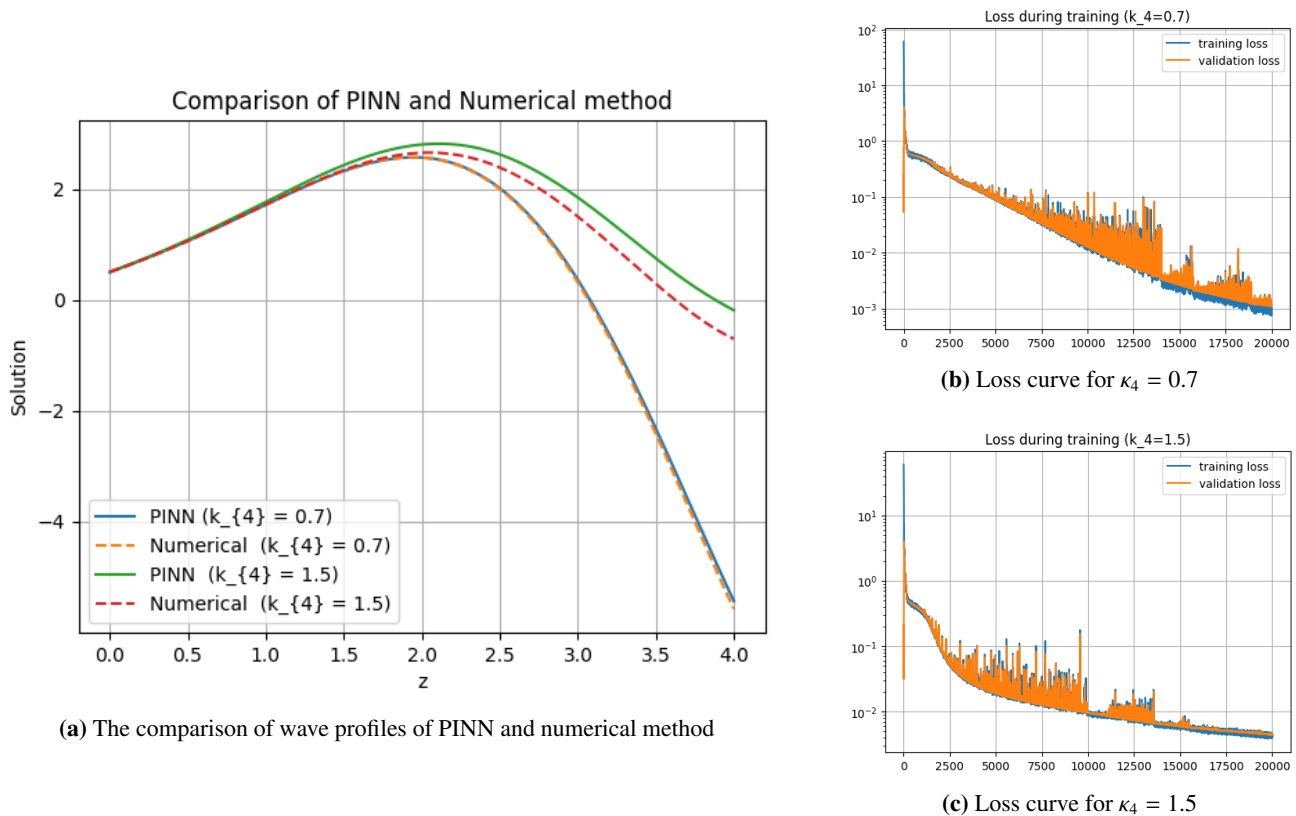 Comparison of PINN and Numerical method
Solution
2
0
−2
−4
PINN (k_{4} = 0.7)
Numerical  (k_{4} = 0.7)
PINN  (k_{4} = 1.5)
Numerical  (k_{4} = 1.5)
0.0 0.5 1.0 1.5 2.0 2.5 3.0 3.5 4.0
z
(a) The comparison of wave profiles of PINN and numerical method
Loss during training (k_4=0.7)
training loss
validation loss
10²
10¹
10⁰
10⁻¹
10⁻²
10⁻³
0 2500 5000 7500 10000 12500 15000 17500 20000
(b) Loss curve for κ₄ = 0.7
Loss during training (k_4=1.5)
training loss
validation loss
10¹
10⁰
10⁻¹
10⁻²
0 2500 5000 7500 10000 12500 15000 17500 20000
(c) Loss curve for κ₄ = 1.5